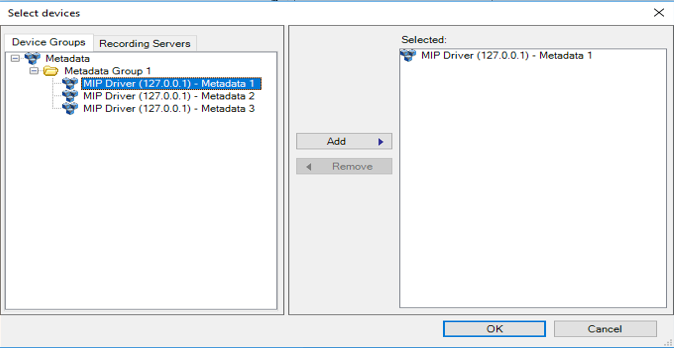 Select devices
Device Groups
Recording Servers
Metadata
Metadata Group 1
MIP Driver (127.0.0.1) - Metadata 1
MIP Driver (127.0.0.1) - Metadata 2
MIP Driver (127.0.0.1) - Metadata 3
Add
Remove
Selected:
MIP Driver (127.0.0.1) - Metadata 1
OK
Cancel